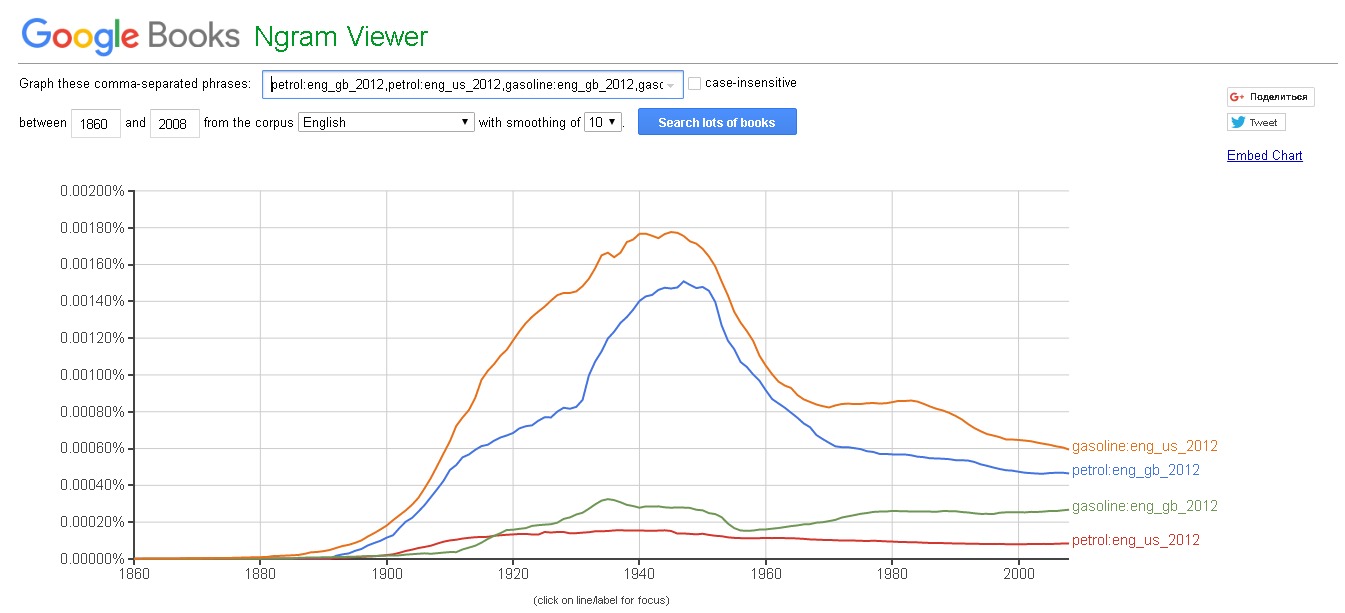 Google Books Ngram Viewer
Graph these comma-separated phrases: petrol:eng_gb_2012,petrol:eng_us_2012,gasoline:eng_gb_2012,gasc case-insensitive
between 1860 and 2008 from the corpus English with smoothing of 10 . Search lots of books
G+ Поделиться
Tweet
Embed Chart
0.00200%
0.00180%
0.00160%
0.00140%
0.00120%
0.00100%
0.00080%
0.00060%
0.00040%
0.00020%
0.00000%
gasoline:eng_us_2012
petrol:eng_gb_2012
gasoline:eng_gb_2012
petrol:eng_us_2012
1860 1880 1900 1920 1940 1960 1980 2000
(click on line/label for focus)